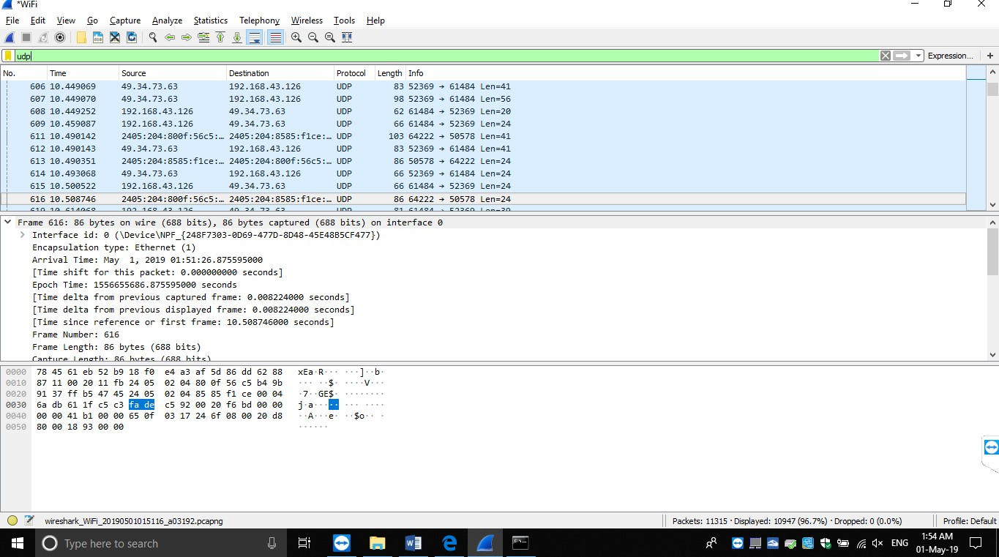 *WiFi
File Edit View Go Capture Analyze Statistics Telephony Wireless Tools Help
udp
Expression... +
No. Time Source Destination Protocol Length Info
606 10.449069 49.34.73.63 192.168.43.126 UDP 83 52369 → 61484 Len=41
607 10.449070 49.34.73.63 192.168.43.126 UDP 98 52369 → 61484 Len=56
608 10.449252 192.168.43.126 49.34.73.63 UDP 62 61484 → 52369 Len=20
609 10.459087 192.168.43.126 49.34.73.63 UDP 66 61484 → 52369 Len=24
611 10.490142 2405:204:800f:56c5:… 2405:204:8585:f1ce:… UDP 103 64222 → 50578 Len=41
612 10.490143 49.34.73.63 192.168.43.126 UDP 83 52369 → 61484 Len=41
613 10.490351 2405:204:8585:f1ce:… 2405:204:800f:56c5:… UDP 86 50578 → 64222 Len=24
614 10.493068 49.34.73.63 192.168.43.126 UDP 66 52369 → 61484 Len=24
615 10.500522 192.168.43.126 49.34.73.63 UDP 66 61484 → 52369 Len=24
616 10.508746 2405:204:800f:56c5:… 2405:204:8585:f1ce:… UDP 86 64222 → 50578 Len=24
619 10.614068 192.168.43.126 49.34.73.63 UDP 81 61484 → 52369 Len=39
Frame 616: 86 bytes on wire (688 bits), 86 bytes captured (688 bits) on interface 0
Interface id: 0 (\Device\NPF_{248F7303-0D69-477D-8D48-45E48B5CF477})
Encapsulation type: Ethernet (1)
Arrival Time: May  1, 2019 01:51:26.875595000
[Time shift for this packet: 0.000000000 seconds]
Epoch Time: 1556655686.875595000 seconds
[Time delta from previous captured frame: 0.008224000 seconds]
[Time delta from previous displayed frame: 0.008224000 seconds]
[Time since reference or first frame: 10.508746000 seconds]
Frame Number: 616
Frame Length: 86 bytes (688 bits)
Capture Length: 86 bytes (688 bits)
0000 78 45 61 eb 52 b9 18 f0 e4 a3 af 5d 86 dd 62 88 xEa·R··· ···]··b·
0010 87 11 00 20 11 fb 24 05 02 04 80 0f 56 c5 b4 9b ··· ··$· ····V···
0020 91 37 ff b5 47 45 24 05 02 04 85 85 f1 ce 00 04 ·7··GE$· ········
0030 6a db 61 1f c5 c3 fa de c5 92 00 20 f6 bd 00 00 j·a····· ··· ····
0040 00 00 41 b1 00 00 65 0f 03 17 24 6f 08 00 20 d8 ··A···e· ··$o·· ·
0050 80 00 18 93 00 00 ······
wireshark_WiFi_20190501015116_a03192.pcapng
Packets: 11315 · Displayed: 10947 (96.7%) · Dropped: 0 (0.0%)
Profile: Default
Type here to search
ENG
1:54 AM
01-May-19